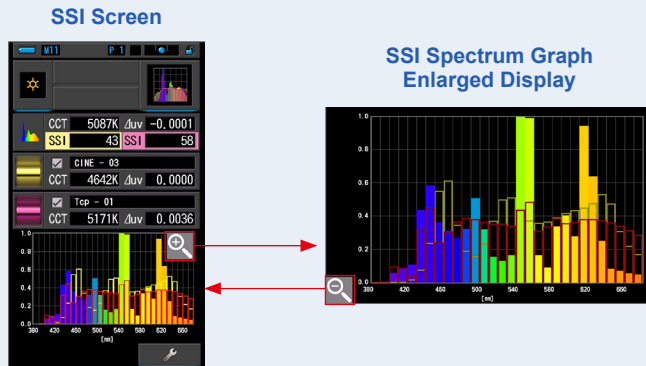 SSI Screen
M11 P 1
CCT 5087K ⊿uv -0.0001
SSI 43 SSI 58
CINE - 03
CCT 4642K ⊿uv 0.0000
Tcp - 01
CCT 5171K ⊿uv 0.0036
1.0
0.8
0.6
0.4
0.2
0.0
380 420 460 500 540 580 620 660
[nm]
SSI Spectrum Graph
Enlarged Display
1.0
0.8
0.6
0.4
0.2
0.0
380 420 460 500 540 580 620 660
[nm]